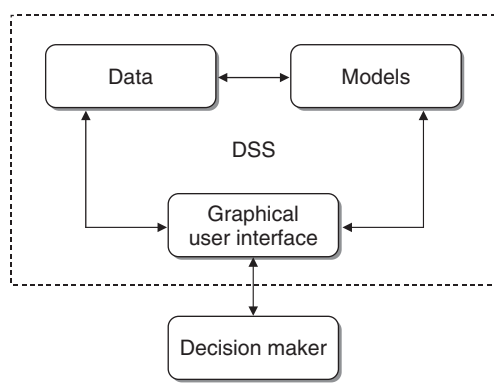 Data
Models
DSS
Graphical
user interface
Decision maker